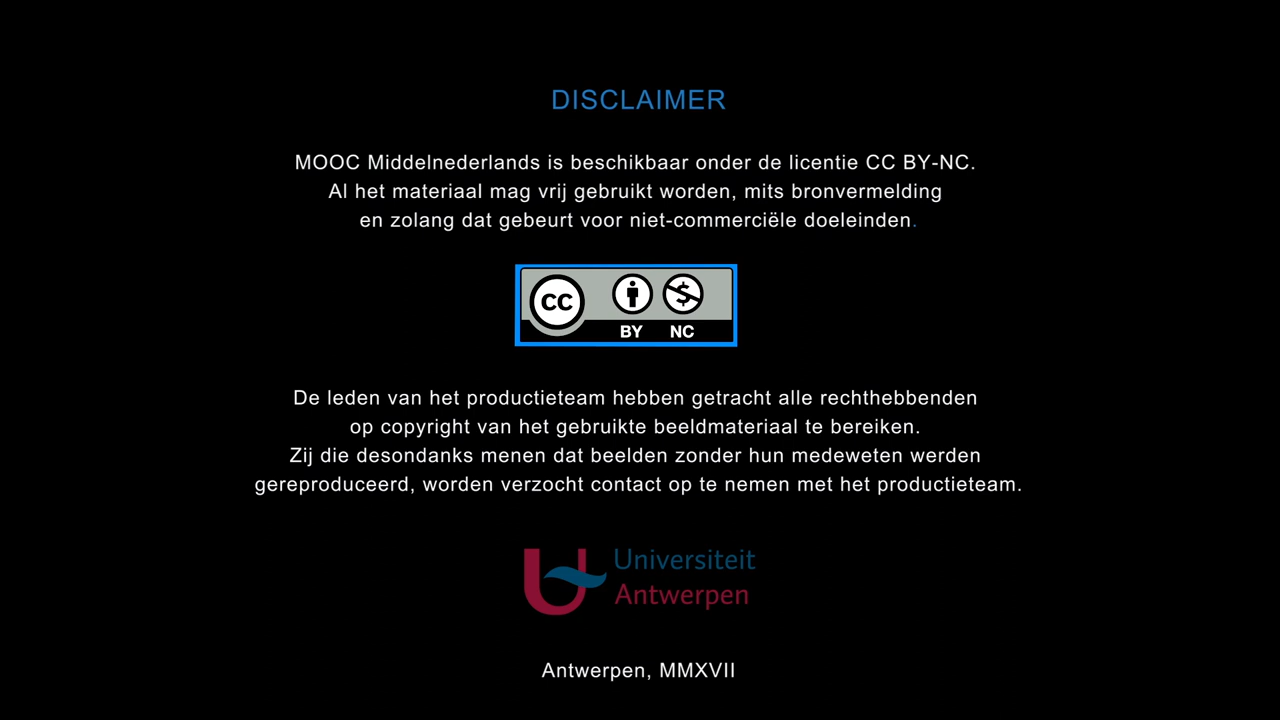 DISCLAIMER
MOOC Middelnederlands is beschikbaar onder de licentie CC BY-NC.
Al het materiaal mag vrij gebruikt worden, mits bronvermelding
en zolang dat gebeurt voor niet-commerciële doeleinden.
CC
BY NC
De leden van het productieteam hebben getracht alle rechthebbenden
op copyright van het gebruikte beeldmateriaal te bereiken.
Zij die desondanks menen dat beelden zonder hun medeweten werden
gereproduceerd, worden verzocht contact op te nemen met het productieteam.
Universiteit
Antwerpen
Antwerpen, MMXVII